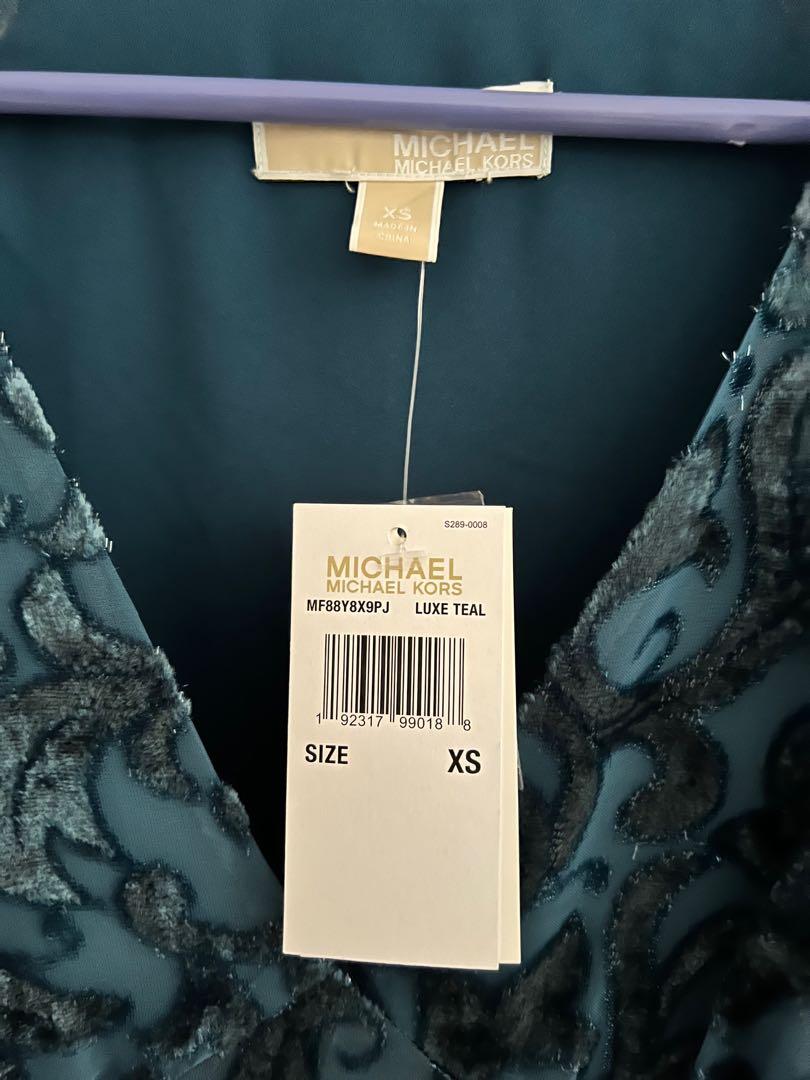 MICHAEL
MICHAEL KORS
XS
MADE IN
CHINA
S289-0008
MICHAEL
MICHAEL KORS
MF88Y8X9PJ LUXE TEAL
1 92317 99018 8
SIZE XS